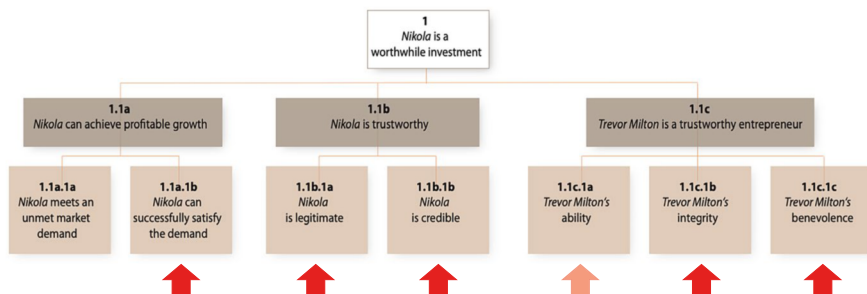 1
Nikola is a
worthwhile investment
1.1a
Nikola can achieve profitable growth
1.1b
Nikola is trustworthy
1.1c
Trevor Milton is a trustworthy entrepreneur
1.1a.1a
Nikola meets an
unmet market
demand
1.1a.1b
Nikola can
successfully satisfy
the demand
1.1b.1a
Nikola
is legitimate
1.1b.1b
Nikola
is credible
1.1c.1a
Trevor Milton's
ability
1.1c.1b
Trevor Milton's
integrity
1.1c.1c
Trevor Milton's
benevolence